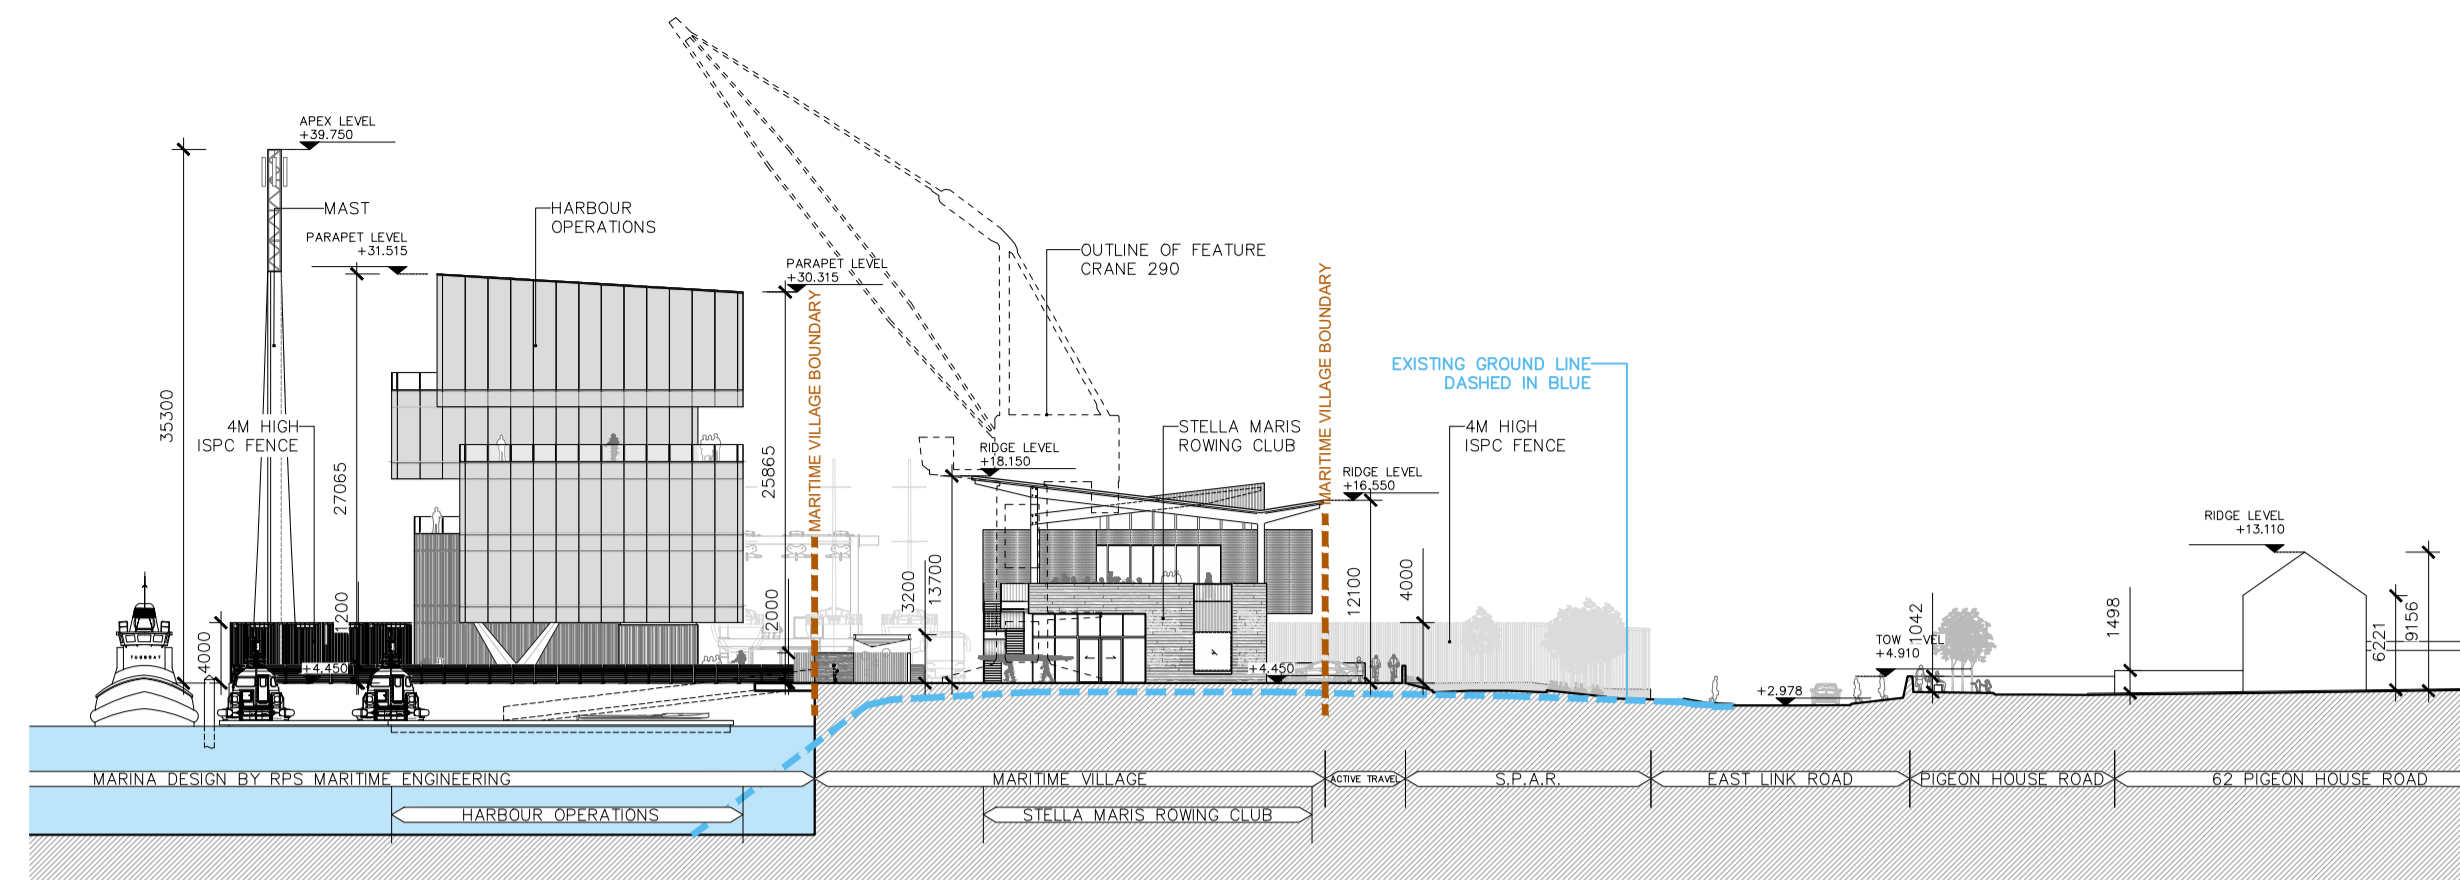 APEX LEVEL
+39.750
MAST
PARAPET LEVEL
+31.515
HARBOUR
OPERATIONS
PARAPET LEVEL
+30.315
MARITIME VILLAGE BOUNDARY
OUTLINE OF FEATURE
CRANE 290
MARITIME VILLAGE BOUNDARY
EXISTING GROUND LINE
DASHED IN BLUE
35300
4M HIGH
ISPC FENCE
27065
25865
STELLA MARIS
ROWING CLUB
4M HIGH
ISPC FENCE
RIDGE LEVEL
+18.150
RIDGE LEVEL
+16.550
RIDGE LEVEL
+13.110
4000
1200
2000
3200
13700
12100
4000
1042
1498
6221
9156
TUGBOAT
+4.450
+4.450
+2.978
+4.910
MARINA DESIGN BY RPS MARITIME ENGINEERING
MARITIME VILLAGE
ACTIVE TRAVEL
S.P.A.R.
EAST LINK ROAD
PIGEON HOUSE ROAD
62 PIGEON HOUSE ROAD
HARBOUR OPERATIONS
STELLA MARIS ROWING CLUB